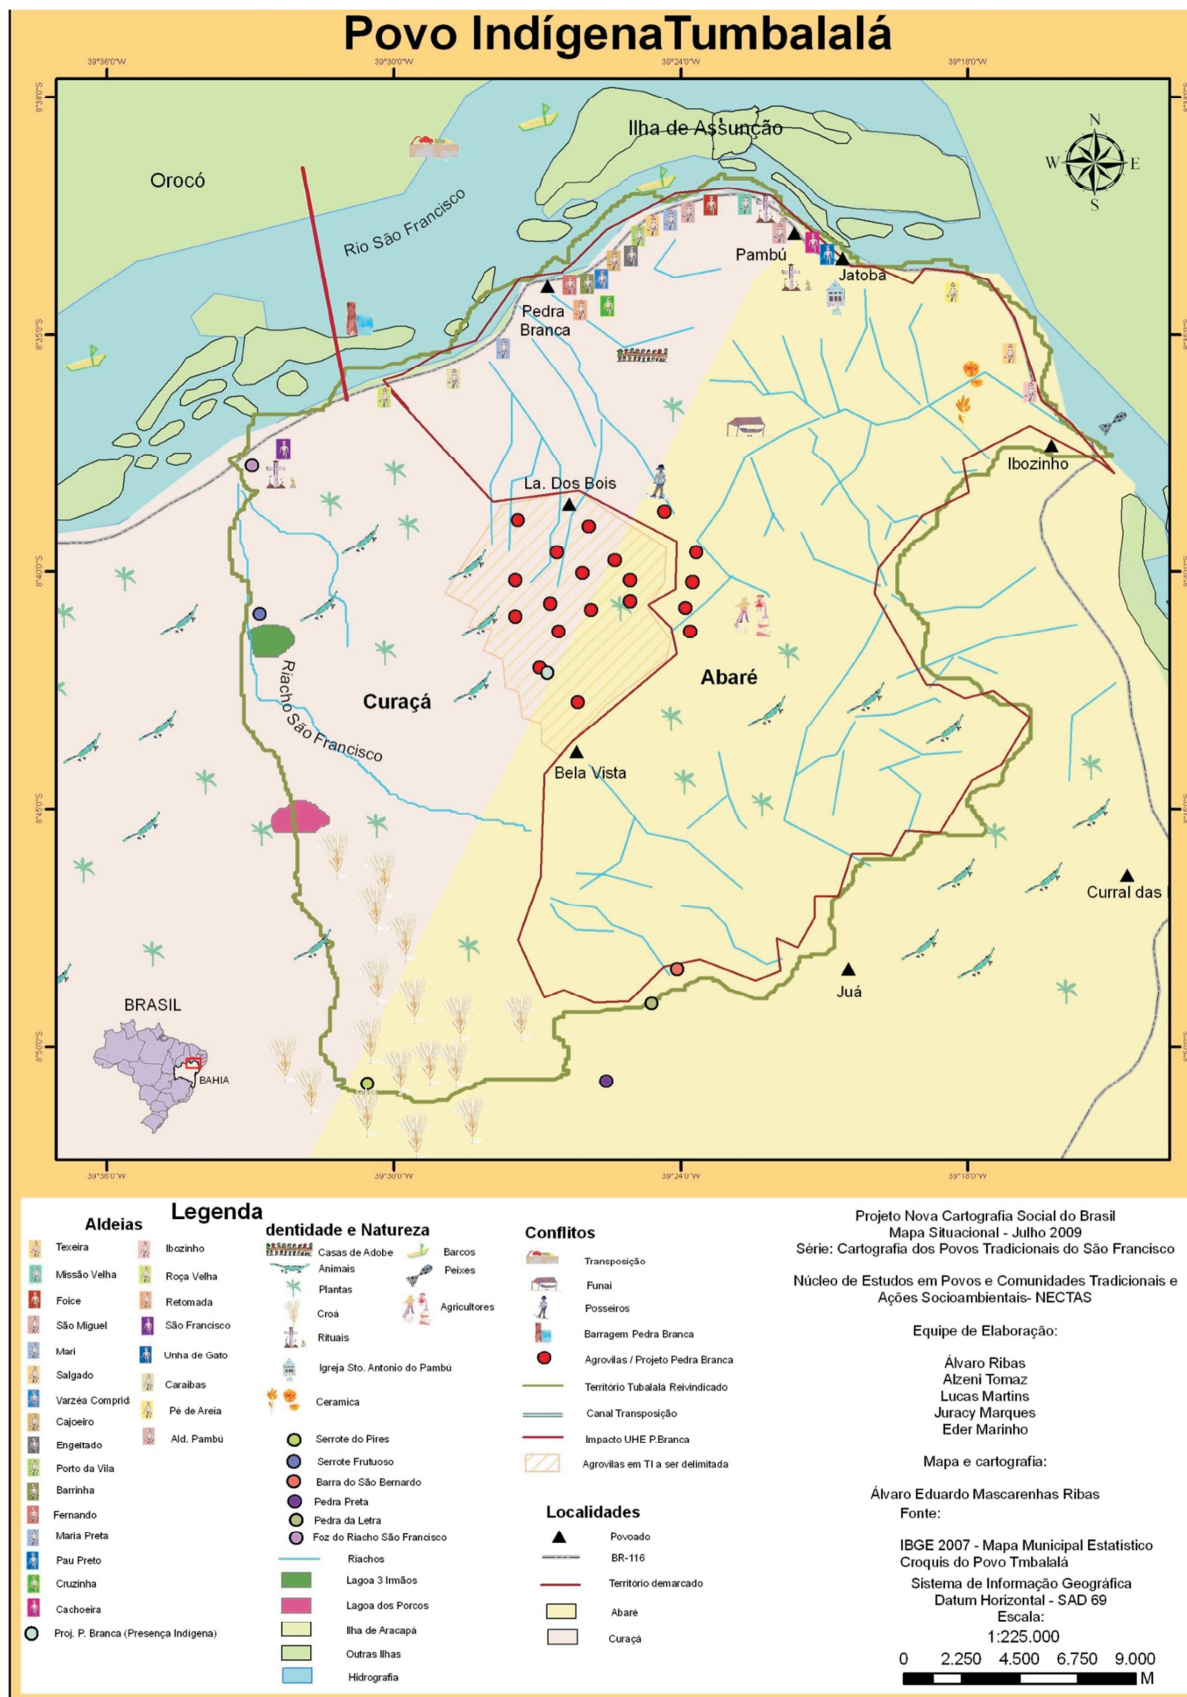 Povo IndígenaTumbalalá
39°36'0"W
39°30'0"W
39°24'0"W
39°18'0"W
Ilha de Assunção
Orocó
Rio São Francisco
N
W
E
S
Pambú
Jatobá
Pedra
Branca
Ibozinho
La. Dos Bois
Curaçá
Abaré
Riacho São Francisco
Bela Vista
Curral das
Juá
BRASIL
BAHIA
39°36'0"W
39°30'0"W
39°24'0"W
39°18'0"W
Legenda
Aldeias
Texeira
Missão Velha
Foice
São Miguel
Mari
Salgado
Varzéa Comprid
Cajoeiro
Engeitado
Porto da Vila
Barrinha
Fernando
Maria Preta
Pau Preto
Cruzinha
Cachoeira
Proj. P. Branca (Presença Indígena)
Ibozinho
Roça Velha
Retomada
São Francisco
Unha de Gato
Caraibas
Pé de Areia
Ald. Pambú
dentidade e Natureza
Casas de Adobe
Animais
Plantas
Croá
Rituais
Igreja Sto. Antonio do Pambú
Ceramica
Barcos
Peixes
Agricultores
Serrote do Pires
Serrote Frutuoso
Barra do São Bernardo
Pedra Preta
Pedra da Letra
Foz do Riacho São Francisco
Riachos
Lagoa 3 Irmãos
Lagoa dos Porcos
Ilha de Aracapá
Outras Ilhas
Hidrografia
Conflitos
Transposição
Funai
Posseiros
Barragem Pedra Branca
Agrovilas / Projeto Pedra Branca
Território Tubalalá Reivindicado
Canal Transposição
Impacto UHE P.Branca
Agrovilas em TI a ser delimitada
Localidades
Povoado
BR-116
Território demarcado
Abaré
Curaçá
Projeto Nova Cartografia Social do Brasil
Mapa Situacional - Julho 2009
Série: Cartografia dos Povos Tradicionais do São Francisco
Núcleo de Estudos em Povos e Comunidades Tradicionais e
Ações Socioambientais- NECTAS
Equipe de Elaboração:
Álvaro Ribas
Alzeni Tomaz
Lucas Martins
Juracy Marques
Eder Marinho
Mapa e cartografia:
Álvaro Eduardo Mascarenhas Ribas
Fonte:
IBGE 2007 - Mapa Municipal Estatístico
Croquis do Povo Tmbalalá
Sistema de Informação Geográfica
Datum Horizontal - SAD 69
Escala:
1:225.000
0 2.250 4.500 6.750 9.000
M